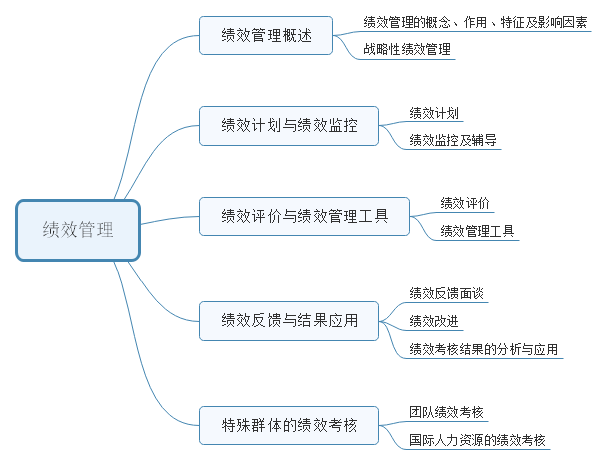 绩效管理
绩效管理概述
绩效管理的概念、作用、特征及影响因素
战略性绩效管理
绩效计划与绩效监控
绩效计划
绩效监控及辅导
绩效评价与绩效管理工具
绩效评价
绩效管理工具
绩效反馈与结果应用
绩效反馈面谈
绩效改进
绩效考核结果的分析与应用
特殊群体的绩效考核
团队绩效考核
国际人力资源的绩效考核